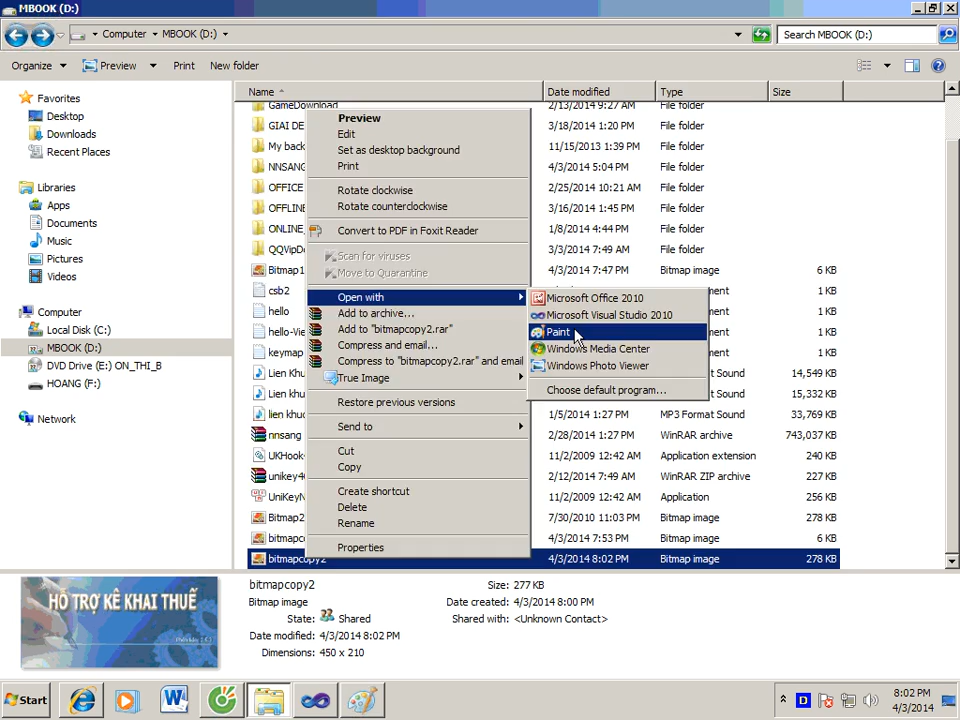 MBOOK (D:)
Computer MBOOK (D:)
Search MBOOK (D:)
Organize Preview Print New folder
Name Date modified Type Size
Favorites
Desktop
Downloads
Recent Places
Libraries
Apps
Documents
Music
Pictures
Videos
Computer
Local Disk (C:)
MBOOK (D:)
DVD Drive (E:) ON_THI_B
HOANG (F:)
Network
GameDownload 2/13/2014 9:27 AM File folder
GIAI DE 3/18/2014 1:20 PM File folder
My back 11/15/2013 1:39 PM File folder
NNSANG 4/3/2014 5:04 PM File folder
OFFICE 2/25/2014 10:21 AM File folder
OFFLINE 3/16/2014 1:45 PM File folder
ONLINE_ 1/8/2014 4:44 PM File folder
QQVipDo 3/3/2014 7:49 AM File folder
Bitmap1 4/3/2014 7:47 PM Bitmap image 6 KB
csb2 ment 1 KB
hello ment 1 KB
hello-Vie ment 1 KB
keymap ment 1 KB
Lien Khu Sound 14,549 KB
Lien khu Sound 15,332 KB
lien khuc 1/5/2014 1:27 PM MP3 Format Sound 33,769 KB
nnsang 2/28/2014 1:27 PM WinRAR archive 743,037 KB
UKHook 11/2/2009 12:42 AM Application extension 240 KB
unikey4 2/12/2014 7:49 AM WinRAR ZIP archive 227 KB
UniKeyN 11/2/2009 12:42 AM Application 256 KB
Bitmap2 7/30/2010 11:03 PM Bitmap image 278 KB
bitmapco 4/3/2014 7:53 PM Bitmap image 6 KB
bitmapcopy2 4/3/2014 8:02 PM Bitmap image 278 KB
Preview
Edit
Set as desktop background
Print
Rotate clockwise
Rotate counterclockwise
Convert to PDF in Foxit Reader
Scan for viruses
Move to Quarantine
Open with
Add to archive...
Add to "bitmapcopy2.rar"
Compress and email...
Compress to "bitmapcopy2.rar" and email
True Image
Restore previous versions
Send to
Cut
Copy
Create shortcut
Delete
Rename
Properties
Microsoft Office 2010
Microsoft Visual Studio 2010
Paint
Windows Media Center
Windows Photo Viewer
Choose default program...
HỖ TRỢ KÊ KHAI THUẾ
bitmapcopy2
Bitmap image
State: Shared
Date modified: 4/3/2014 8:02 PM
Dimensions: 450 x 210
Size: 277 KB
Date created: 4/3/2014 8:00 PM
Shared with: <Unknown Contact>
Start
D
8:02 PM
4/3/2014